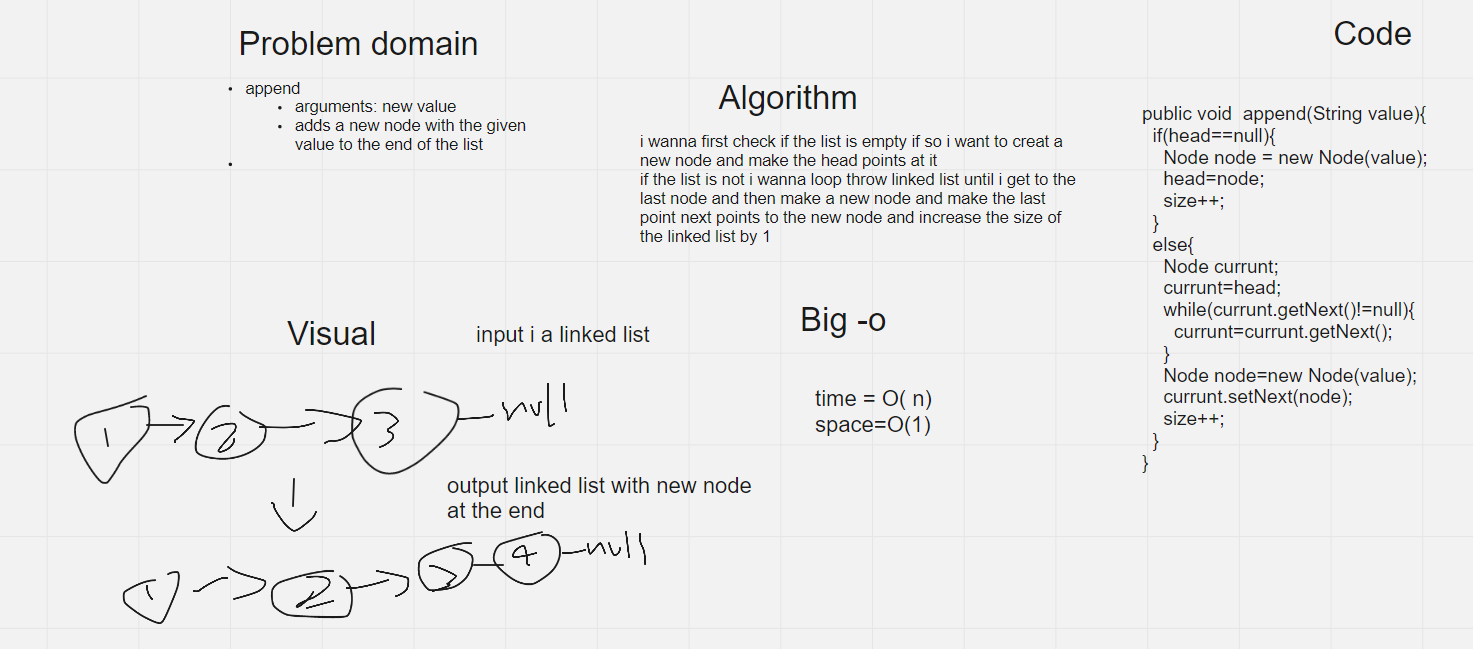 Problem domain
append
arguments: new value
adds a new node with the given
value to the end of the list
Algorithm
i wanna first check if the list is empty if so i want to creat a
new node and make the head points at it
if the list is not i wanna loop throw linked list until i get to the
last node and then make a new node and make the last
point next points to the new node and increase the size of
the linked list by 1
Code
public void  append(String value){
if(head==null){
Node node = new Node(value);
head=node;
size++;
}
else{
Node currunt;
currunt=head;
while(currunt.getNext()!=null){
currunt=currunt.getNext();
}
Node node=new Node(value);
currunt.setNext(node);
size++;
}
}
Visual
input i a linked list
1 2 3 null
output linked list with new node
at the end
1 2 3 4 null
Big -o
time = O( n)
space=O(1)